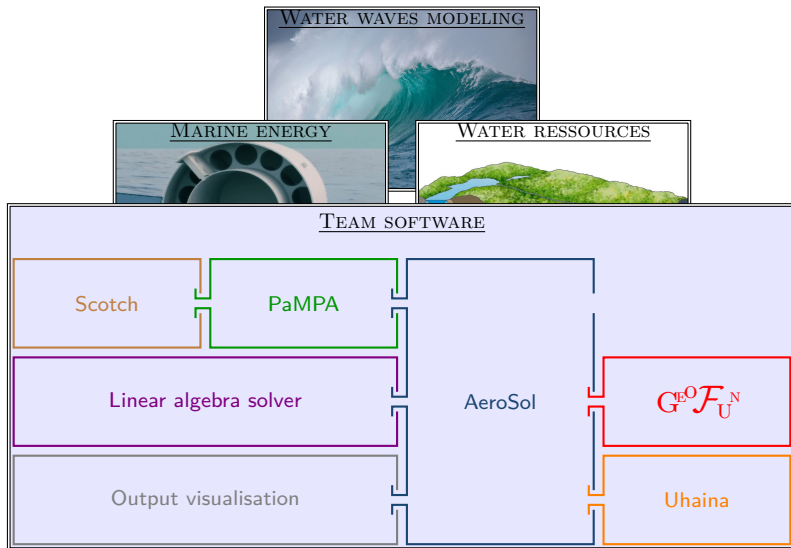 WATER WAVES MODELING
MARINE ENERGY
WATER RESSOURCES
TEAM SOFTWARE
Scotch
PaMPA
Linear algebra solver
AeroSol
GEOFUN
Output visualisation
Uhaina